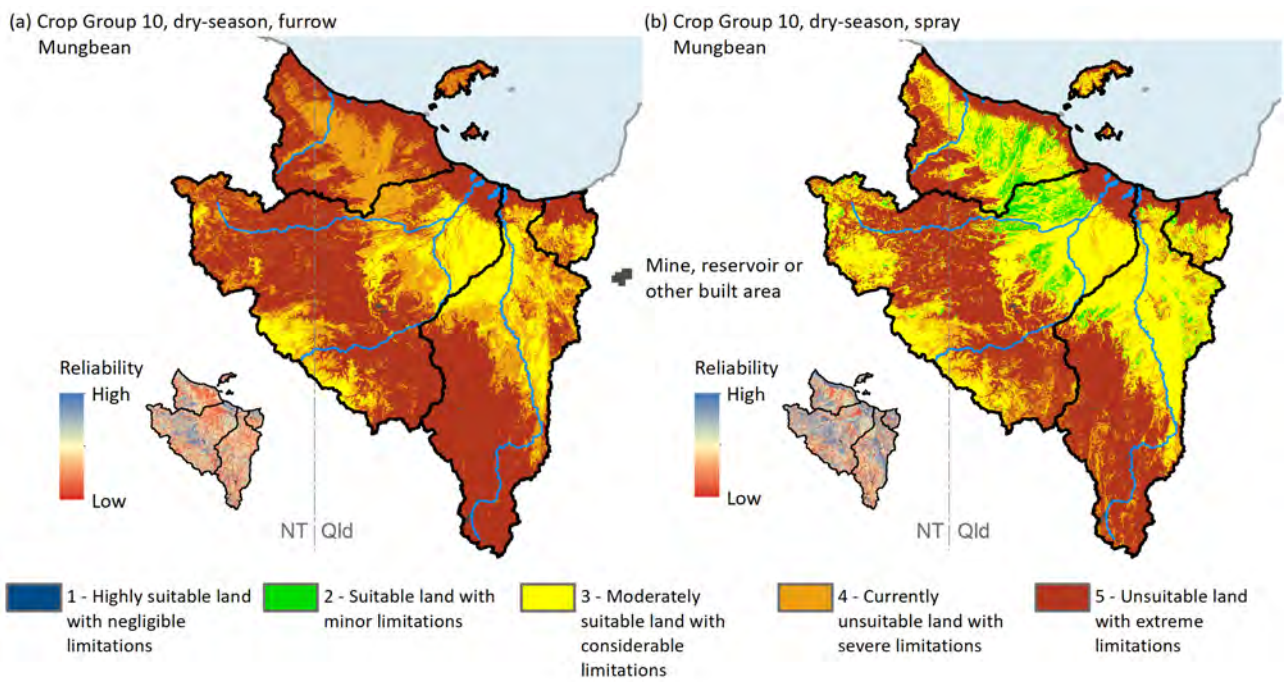 (a) Crop Group 10, dry-season, furrow
Mungbean
(b) Crop Group 10, dry-season, spray
Mungbean
Mine, reservoir or
other built area
Reliability
High
Low
NT
Qld
Reliability
High
Low
NT
Qld
1 - Highly suitable land
with negligible
limitations
2 - Suitable land with
minor limitations
3 - Moderately
suitable land with
considerable
limitations
4 - Currently
unsuitable land with
severe limitations
5 - Unsuitable land
with extreme
limitations